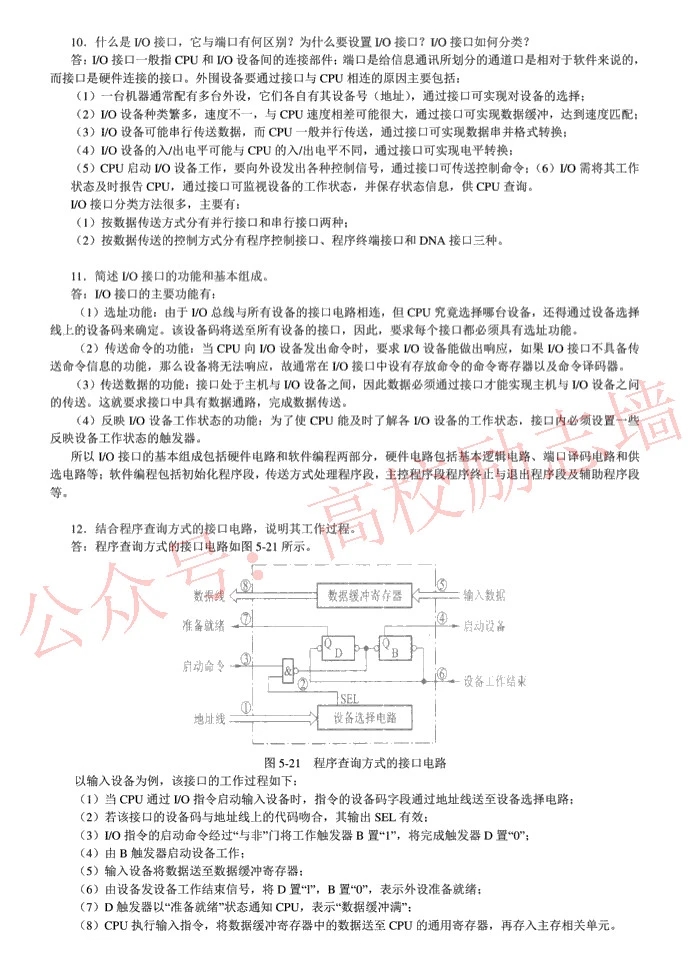 10．什么是 I/O 接口，它与端口有何区别？为什么要设置 I/O 接口？I/O 接口如何分类？
答：I/O 接口一般指 CPU 和 I/O 设备间的连接部件；端口是给信息通讯所划分的通道口是相对于软件来说的，
而接口是硬件连接的接口。外围设备要通过接口与 CPU 相连的原因主要包括：
（1）一台机器通常配有多台外设，它们各自有其设备号（地址），通过接口可实现对设备的选择；
（2）I/O 设备种类繁多，速度不一，与 CPU 速度相差可能很大，通过接口可实现数据缓冲，达到速度匹配；
（3）I/O 设备可能串行传送数据，而 CPU 一般并行传送，通过接口可实现数据串并格式转换；
（4）I/O 设备的入/出电平可能与 CPU 的入/出电平不同，通过接口可实现电平转换；
（5）CPU 启动 I/O 设备工作，要向外设发出各种控制信号，通过接口可传送控制命令；（6）I/O 需将其工作
状态及时报告 CPU，通过接口可监视设备的工作状态，并保存状态信息，供 CPU 查询。
I/O 接口分类方法很多，主要有：
（1）按数据传送方式分有并行接口和串行接口两种；
（2）按数据传送的控制方式分有程序控制接口、程序终端接口和 DNA 接口三种。
11．简述 I/O 接口的功能和基本组成。
答：I/O 接口的主要功能有：
（1）选址功能：由于 I/O 总线与所有设备的接口电路相连，但 CPU 究竟选择哪台设备，还得通过设备选择
线上的设备码来确定。该设备码将送至所有设备的接口，因此，要求每个接口都必须具有选址功能。
（2）传送命令的功能：当 CPU 向 I/O 设备发出命令时，要求 I/O 设备能做出响应，如果 I/O 接口不具备传
送命令信息的功能，那么设备将无法响应，故通常在 I/O 接口中设有存放命令的命令寄存器以及命令译码器。
（3）传送数据的功能：接口处于主机与 I/O 设备之间，因此数据必须通过接口才能实现主机与 I/O 设备之间
的传送。这就要求接口中具有数据通路，完成数据传送。
（4）反映 I/O 设备工作状态的功能：为了使 CPU 能及时了解各 I/O 设备的工作状态，接口内必须设置一些
反映设备工作状态的触发器。
所以 I/O 接口的基本组成包括硬件电路和软件编程两部分，硬件电路包括基本逻辑电路、端口译码电路和供
选电路等；软件编程包括初始化程序段，传送方式处理程序段，主控程序段程序终止与退出程序段及辅助程序段
等。
12．结合程序查询方式的接口电路，说明其工作过程。
答：程序查询方式的接口电路如图 5-21 所示。
数据线 ⑧ 数据缓冲寄存器 ⑤ 输入数据
准备就绪 ⑦ Q D Q B ④ 启动设备
启动命令 ③ & ② ⑥ 设备工作结束
SEL
地址线 ① 设备选择电路
图 5-21 程序查询方式的接口电路
以输入设备为例，该接口的工作过程如下：
（1）当 CPU 通过 I/O 指令启动输入设备时，指令的设备码字段通过地址线送至设备选择电路；
（2）若该接口的设备码与地址线上的代码吻合，其输出 SEL 有效；
（3）I/O 指令的启动命令经过“与非”门将工作触发器 B 置“1”，将完成触发器 D 置“0”；
（4）由 B 触发器启动设备工作；
（5）输入设备将数据送至数据缓冲寄存器；
（6）由设备发设备工作结束信号，将 D 置“1”，B 置“0”，表示外设准备就绪；
（7）D 触发器以“准备就绪”状态通知 CPU，表示“数据缓冲满”；
（8）CPU 执行输入指令，将数据缓冲寄存器中的数据送至 CPU 的通用寄存器，再存入主存相关单元。
公众号：高校励志墙